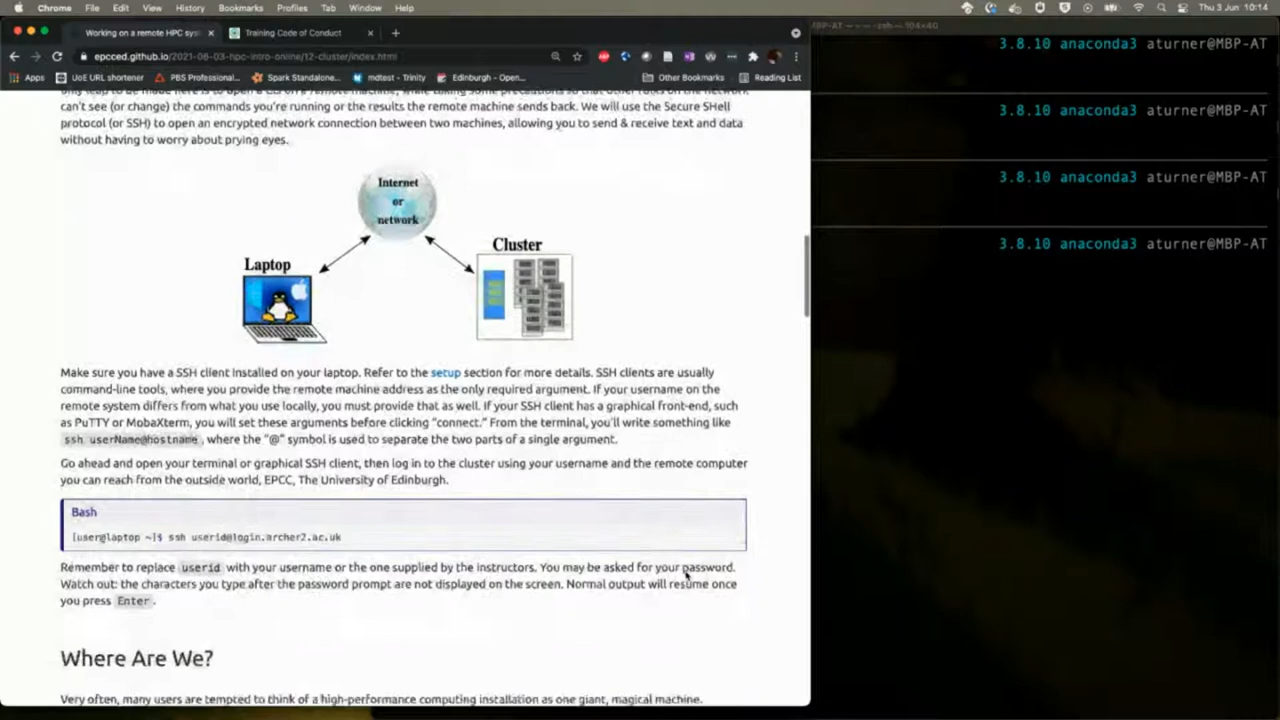 Chrome File Edit View History Bookmarks Profiles Tab Window Help Thu 3 Jun 10:14
Working on a remote HPC sys × Training Code of Conduct × +
epcced.github.io/2021-06-03-hpc-intro-online/12-cluster/index.html
Apps UoE URL shortener PBS Professional... Spark Standalone... mdtest - Trinity Edinburgh - Open... Other Bookmarks Reading List
can't see (or change) the commands you're running or the results the remote machine sends back. We will use the Secure SHell
protocol (or SSH) to open an encrypted network connection between two machines, allowing you to send & receive text and data
without having to worry about prying eyes.
Internet
or
network
Laptop
Cluster
Make sure you have a SSH client installed on your laptop. Refer to the setup section for more details. SSH clients are usually
command-line tools, where you provide the remote machine address as the only required argument. If your username on the
remote system differs from what you use locally, you must provide that as well. If your SSH client has a graphical front-end, such
as PuTTY or MobaXterm, you will set these arguments before clicking "connect." From the terminal, you'll write something like
ssh userName@hostname, where the "@" symbol is used to separate the two parts of a single argument.
Go ahead and open your terminal or graphical SSH client, then log in to the cluster using your username and the remote computer
you can reach from the outside world, EPCC, The University of Edinburgh.
Bash
[user@laptop ~]$ ssh userid@login.archer2.ac.uk
Remember to replace userid with your username or the one supplied by the instructors. You may be asked for your password.
Watch out: the characters you type after the password prompt are not displayed on the screen. Normal output will resume once
you press Enter.
Where Are We?
Very often, many users are tempted to think of a high-performance computing installation as one giant, magical machine.
3.8.10 anaconda3 aturner@MBP-AT
3.8.10 anaconda3 aturner@MBP-AT
3.8.10 anaconda3 aturner@MBP-AT
3.8.10 anaconda3 aturner@MBP-AT